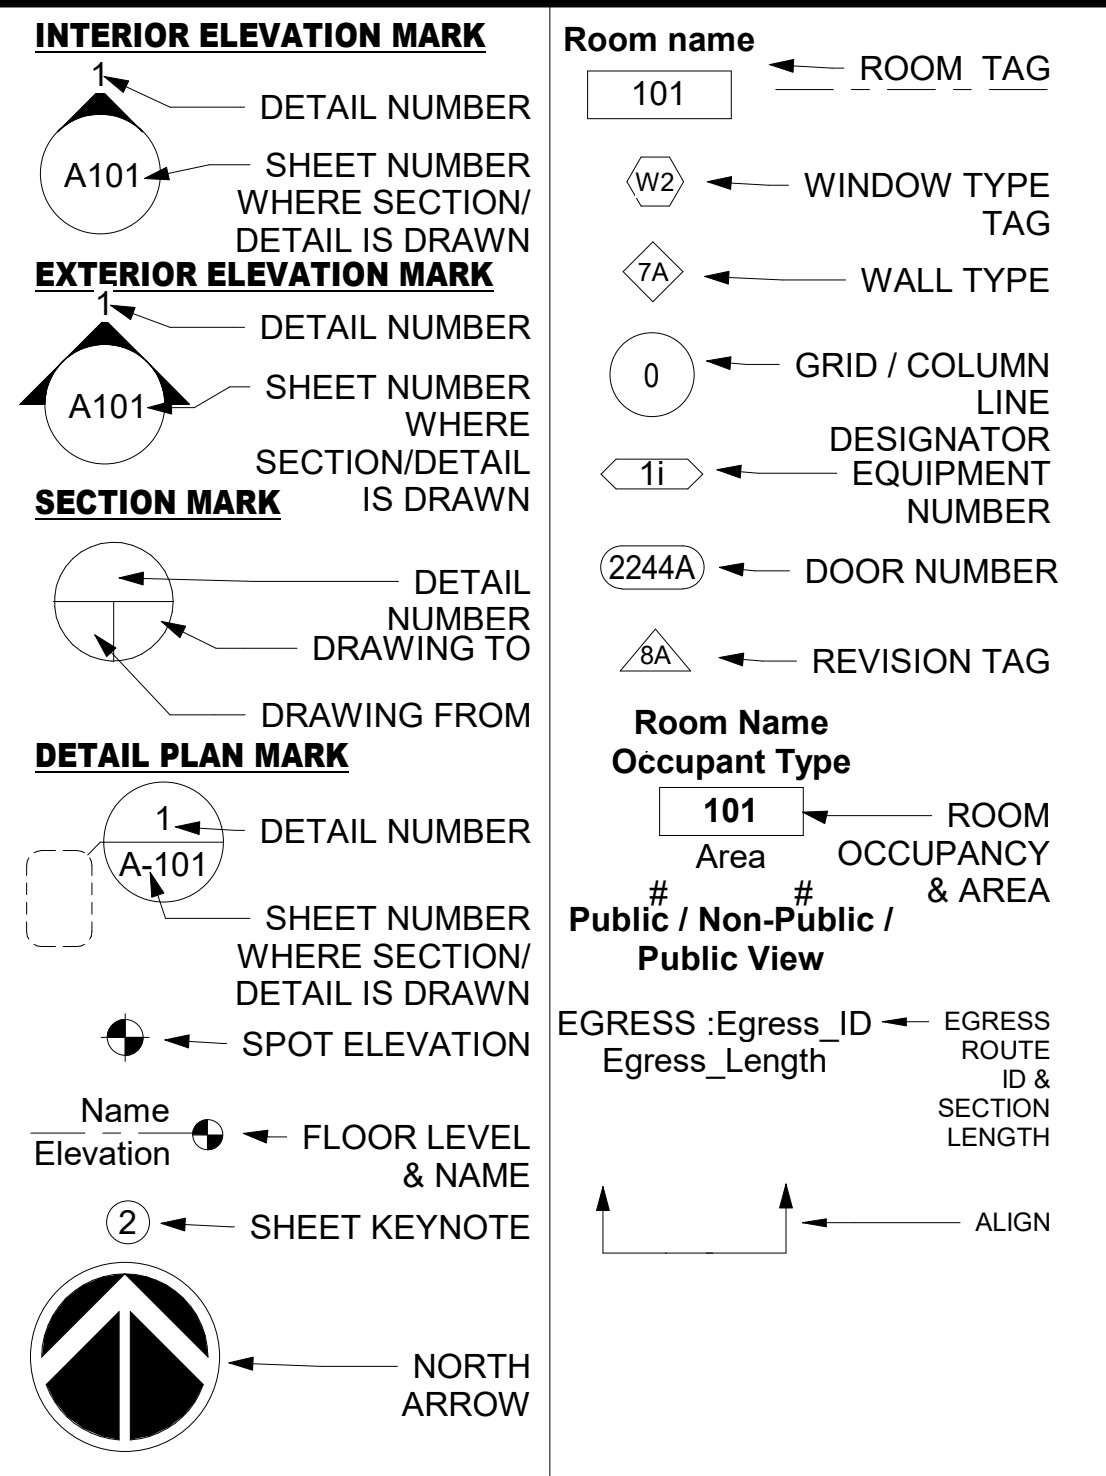 INTERIOR ELEVATION MARK
1
DETAIL NUMBER
A101
SHEET NUMBER
WHERE SECTION/
DETAIL IS DRAWN
EXTERIOR ELEVATION MARK
1
DETAIL NUMBER
A101
SHEET NUMBER
WHERE
SECTION/DETAIL
IS DRAWN
SECTION MARK
DETAIL
NUMBER
DRAWING TO
DRAWING FROM
DETAIL PLAN MARK
1
DETAIL NUMBER
A-101
SHEET NUMBER
WHERE SECTION/
DETAIL IS DRAWN
SPOT ELEVATION
Name
Elevation
FLOOR LEVEL
& NAME
2
SHEET KEYNOTE
NORTH
ARROW
Room name
101
ROOM TAG
W2
WINDOW TYPE
TAG
7A
WALL TYPE
0
GRID / COLUMN
LINE
DESIGNATOR
1i
EQUIPMENT
NUMBER
2244A
DOOR NUMBER
8A
REVISION TAG
Room Name
Occupant Type
101
Area
# #
Public / Non-Public /
Public View
ROOM
OCCUPANCY
& AREA
EGRESS :Egress_ID
Egress_Length
EGRESS
ROUTE
ID &
SECTION
LENGTH
ALIGN